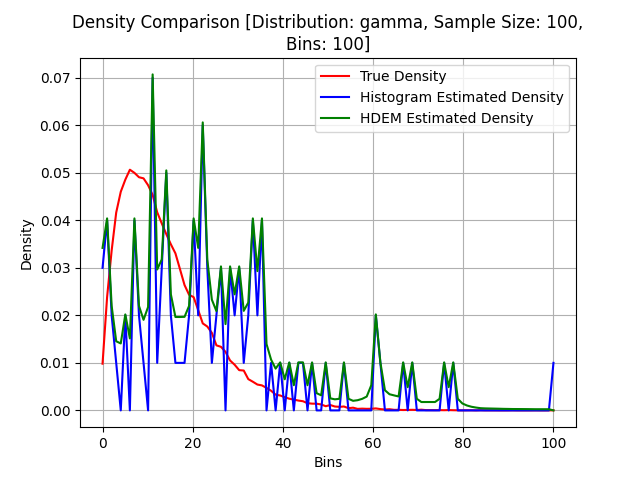 Density Comparison [Distribution: gamma, Sample Size: 100,
Bins: 100]
True Density
Histogram Estimated Density
HDEM Estimated Density
Density
0.07
0.06
0.05
0.04
0.03
0.02
0.01
0.00
0 20 40 60 80 100
Bins